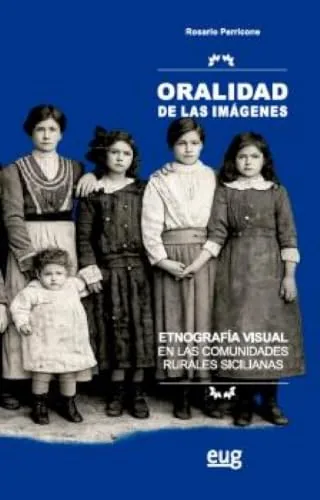 Rosario Perricone
ORALIDAD
DE LAS IMÁGENES
ETNOGRAFÍA VISUAL
EN LAS COMUNIDADES
RURALES SICILIANAS
eug